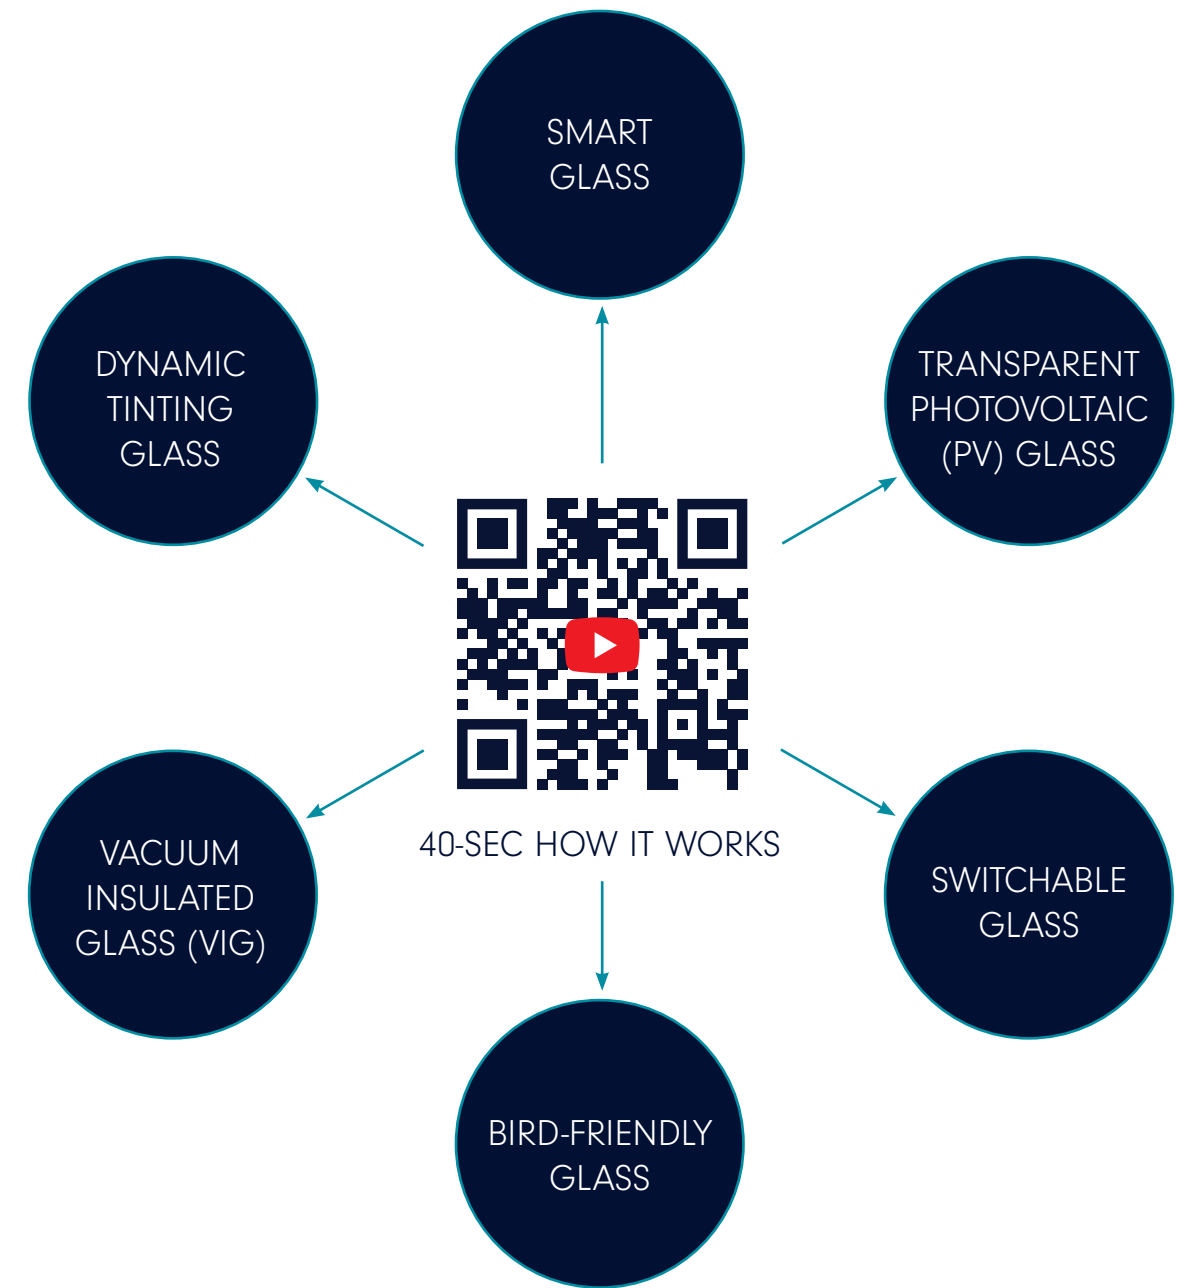 SMART
GLASS
DYNAMIC
TINTING
GLASS
TRANSPARENT
PHOTOVOLTAIC
(PV) GLASS
40-SEC HOW IT WORKS
VACUUM
INSULATED
GLASS (VIG)
SWITCHABLE
GLASS
BIRD-FRIENDLY
GLASS